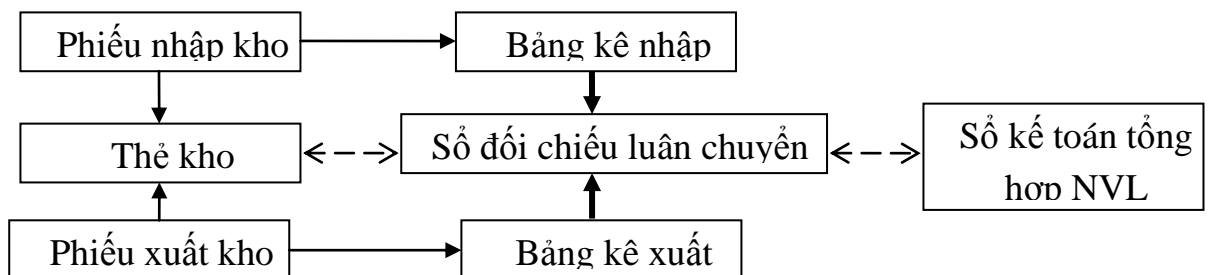 Phiếu nhập kho
Bảng kê nhập
Thẻ kho
Sổ đối chiếu luân chuyển
Sổ kế toán tổng
hợp NVL
Phiếu xuất kho
Bảng kê xuất